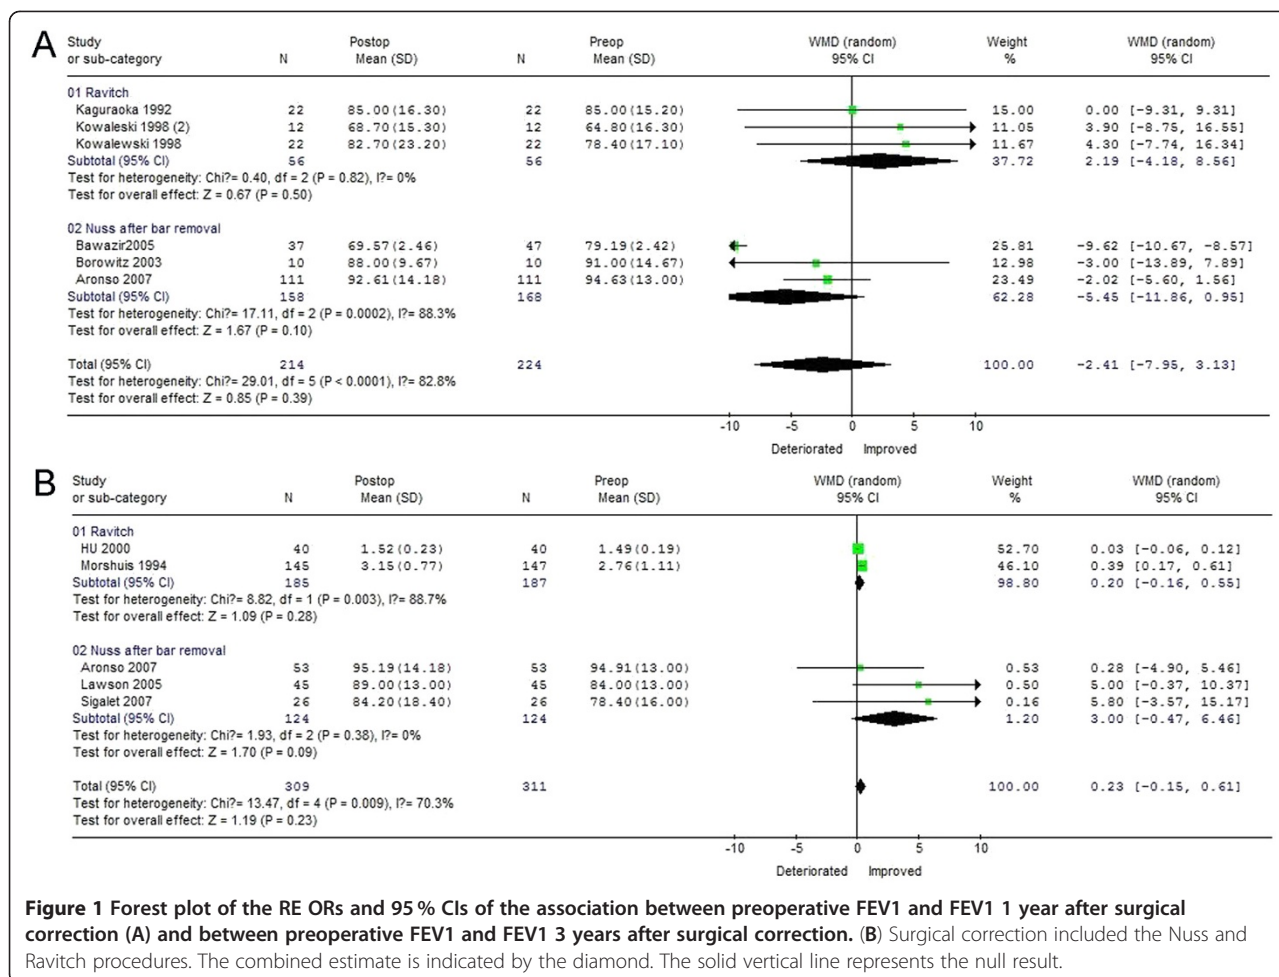 A
Study Postop Preop WMD (random) Weight WMD (random)
or sub-category N Mean (SD) N Mean (SD) 95% CI % 95% CI
01 Ravitch
Kaguraoka 1992 22 85.00(16.30) 22 85.00(15.20) 15.00 0.00 [-9.31, 9.31]
Kowaleski 1998 (2) 12 68.70(15.30) 12 64.80(16.30) 11.05 3.90 [-8.75, 16.55]
Kowalewski 1998 22 82.70(23.20) 22 78.40(17.10) 11.67 4.30 [-7.74, 16.34]
Subtotal (95% CI) 56 56 37.72 2.19 [-4.18, 8.56]
Test for heterogeneity: Chi?= 0.40, df = 2 (P = 0.82), I?= 0%
Test for overall effect: Z = 0.67 (P = 0.50)
02 Nuss after bar removal
Bawazir2005 37 69.57(2.46) 47 79.19(2.42) 25.81 -9.62 [-10.67, -8.57]
Borowitz 2003 10 88.00(9.67) 10 91.00(14.67) 12.98 -3.00 [-13.89, 7.89]
Aronso 2007 111 92.61(14.18) 111 94.63(13.00) 23.49 -2.02 [-5.60, 1.56]
Subtotal (95% CI) 158 168 62.28 -5.45 [-11.86, 0.95]
Test for heterogeneity: Chi?= 17.11, df = 2 (P = 0.0002), I?= 88.3%
Test for overall effect: Z = 1.67 (P = 0.10)
Total (95% CI) 214 224 100.00 -2.41 [-7.95, 3.13]
Test for heterogeneity: Chi?= 29.01, df = 5 (P < 0.0001), I?= 82.8%
Test for overall effect: Z = 0.85 (P = 0.39)
-10 -5 0 5 10
Deteriorated Improved
B
Study Postop Preop WMD (random) Weight WMD (random)
or sub-category N Mean (SD) N Mean (SD) 95% CI % 95% CI
01 Ravitch
HU 2000 40 1.52(0.23) 40 1.49(0.19) 52.70 0.03 [-0.06, 0.12]
Morshuis 1994 145 3.15(0.77) 147 2.76(1.11) 46.10 0.39 [0.17, 0.61]
Subtotal (95% CI) 185 187 98.80 0.20 [-0.16, 0.55]
Test for heterogeneity: Chi?= 8.82, df = 1 (P = 0.003), I?= 88.7%
Test for overall effect: Z = 1.09 (P = 0.28)
02 Nuss after bar removal
Aronso 2007 53 95.19(14.18) 53 94.91(13.00) 0.53 0.28 [-4.90, 5.46]
Lawson 2005 45 89.00(13.00) 45 84.00(13.00) 0.50 5.00 [-0.37, 10.37]
Sigalet 2007 26 84.20(18.40) 26 78.40(16.00) 0.16 5.80 [-3.57, 15.17]
Subtotal (95% CI) 124 124 1.20 3.00 [-0.47, 6.46]
Test for heterogeneity: Chi?= 1.93, df = 2 (P = 0.38), I?= 0%
Test for overall effect: Z = 1.70 (P = 0.09)
Total (95% CI) 309 311 100.00 0.23 [-0.15, 0.61]
Test for heterogeneity: Chi?= 13.47, df = 4 (P = 0.009), I?= 70.3%
Test for overall effect: Z = 1.19 (P = 0.23)
-10 -5 0 5 10
Deteriorated Improved
Figure 1 Forest plot of the RE ORs and 95 % CIs of the association between preoperative FEV1 and FEV1 1 year after surgical
correction (A) and between preoperative FEV1 and FEV1 3 years after surgical correction. (B) Surgical correction included the Nuss and
Ravitch procedures. The combined estimate is indicated by the diamond. The solid vertical line represents the null result.